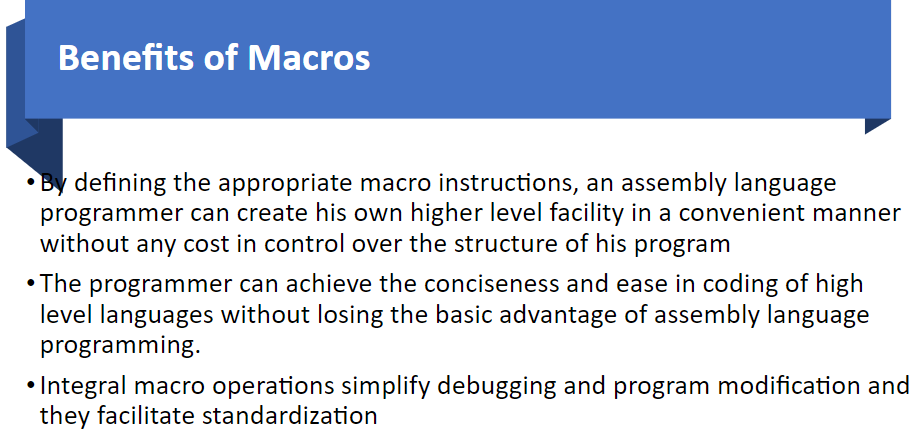 Benefits of Macros
• By defining the appropriate macro instructions, an assembly language
programmer can create his own higher level facility in a convenient manner
without any cost in control over the structure of his program
• The programmer can achieve the conciseness and ease in coding of high
level languages without losing the basic advantage of assembly language
programming.
• Integral macro operations simplify debugging and program modification and
they facilitate standardization